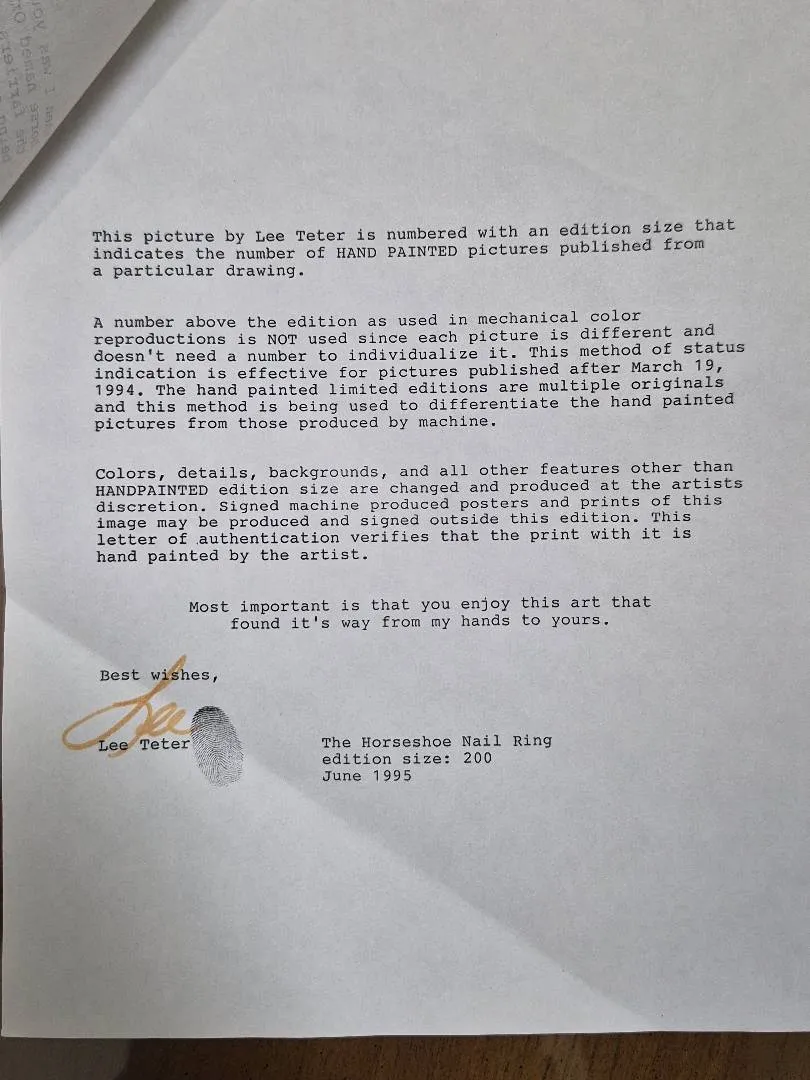 This picture by Lee Teter is numbered with an edition size that
indicates the number of HAND PAINTED pictures published from
a particular drawing.
A number above the edition as used in mechanical color
reproductions is NOT used since each picture is different and
doesn't need a number to individualize it. This method of status
indication is effective for pictures published after March 19,
1994. The hand painted limited editions are multiple originals
and this method is being used to differentiate the hand painted
pictures from those produced by machine.
Colors, details, backgrounds, and all other features other than
HANDPAINTED edition size are changed and produced at the artists
discretion. Signed machine produced posters and prints of this
image may be produced and signed outside this edition. This
letter of .authentication verifies that the print with it is
hand painted by the artist.
Most important is that you enjoy this art that
found it's way from my hands to yours.
Best wishes,
Lee
Lee Teter
The Horseshoe Nail Ring
edition size: 200
June 1995